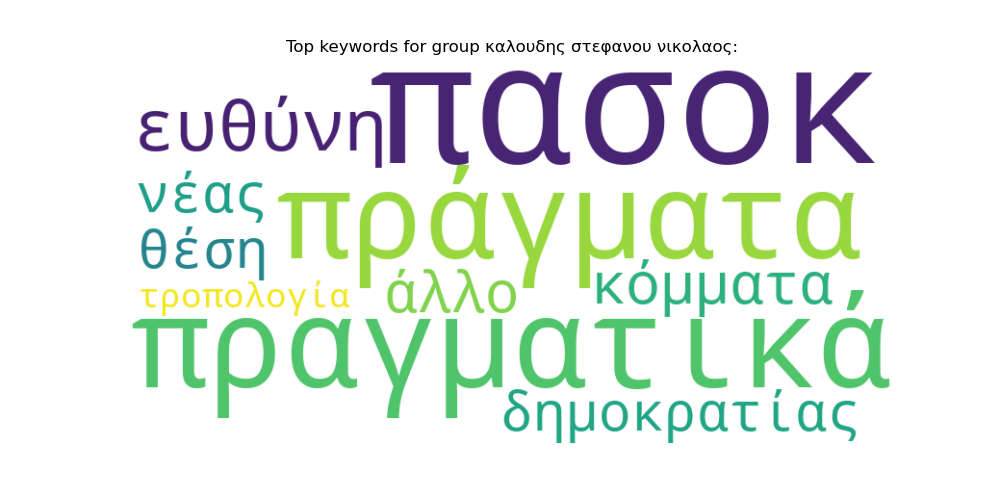 Top keywords for group καλουδης στεφανου νικολαος:
πασοκ
ευθύνη
νέας
πράγματα
θέση
κόμματα
άλλο
τροπολογία
πραγματικά
δημοκρατίας